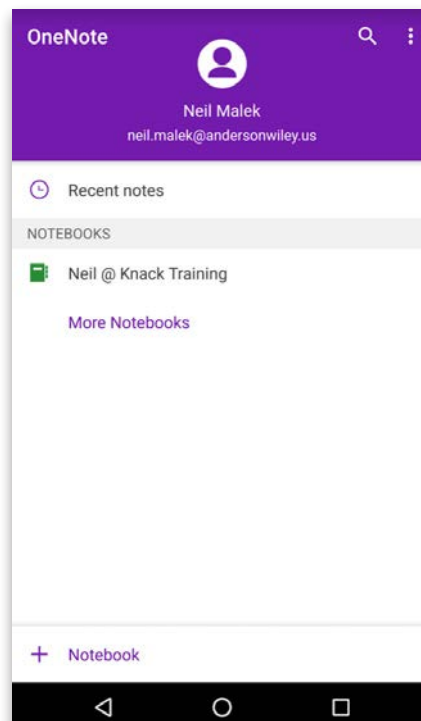 OneNote
Neil Malek
neil.malek@andersonwiley.us
Recent notes
NOTEBOOKS
Neil @ Knack Training
More Notebooks
+ Notebook